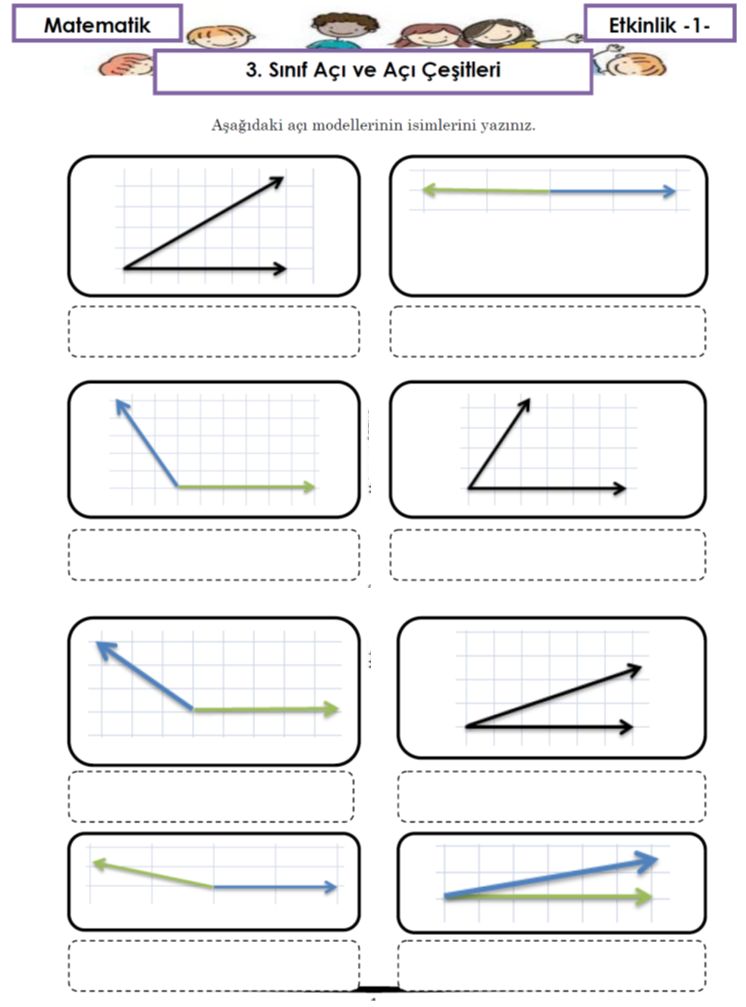 Matematik
Etkinlik -1-
3. Sınıf Açı ve Açı Çeşitleri
Aşağıdaki açı modellerinin isimlerini yazınız.